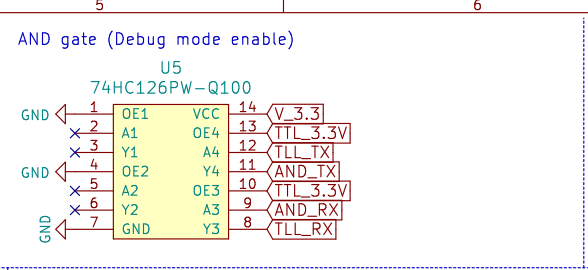 5 6
AND gate (Debug mode enable)
U5
74HC126PW-Q100
GND 1 OE1 VCC 14 V_3.3
2 A1 OE4 13 TTL_3.3V
3 Y1 A4 12 TLL_TX
GND 4 OE2 Y4 11 AND_TX
5 A2 OE3 10 TTL_3.3V
6 Y2 A3 9 AND_RX
GND 7 GND Y3 8 TLL_RX